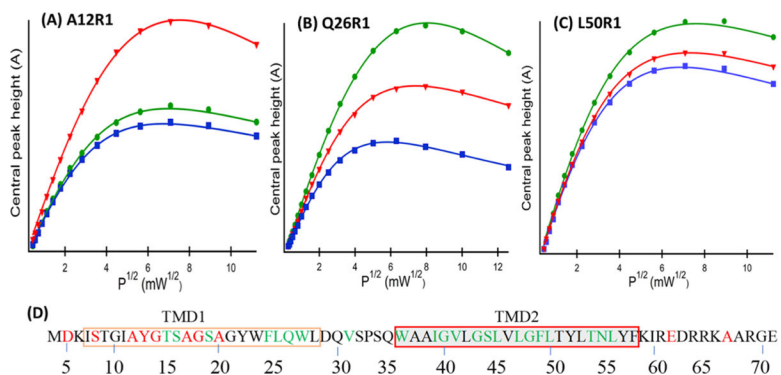 (A) A12R1
(B) Q26R1
(C) L50R1
Central peak height (A)
Central peak height (A)
Central peak height (A)
2 4 6 8 10
0 2 4 6 8 10 12
2 4 6 8 10
P1/2 (mW1/2)
P1/2 (mW1/2)
P1/2 (mW1/2)
(D) TMD1 TMD2
MDKISTGIAYGTSAGSAGYWFLQWLDQVSPSQWAAIGVLGSLVLGFLTYLTNLYFKIREDRRKAARGE
5 10 15 20 25 30 35 40 45 50 55 60 65 70